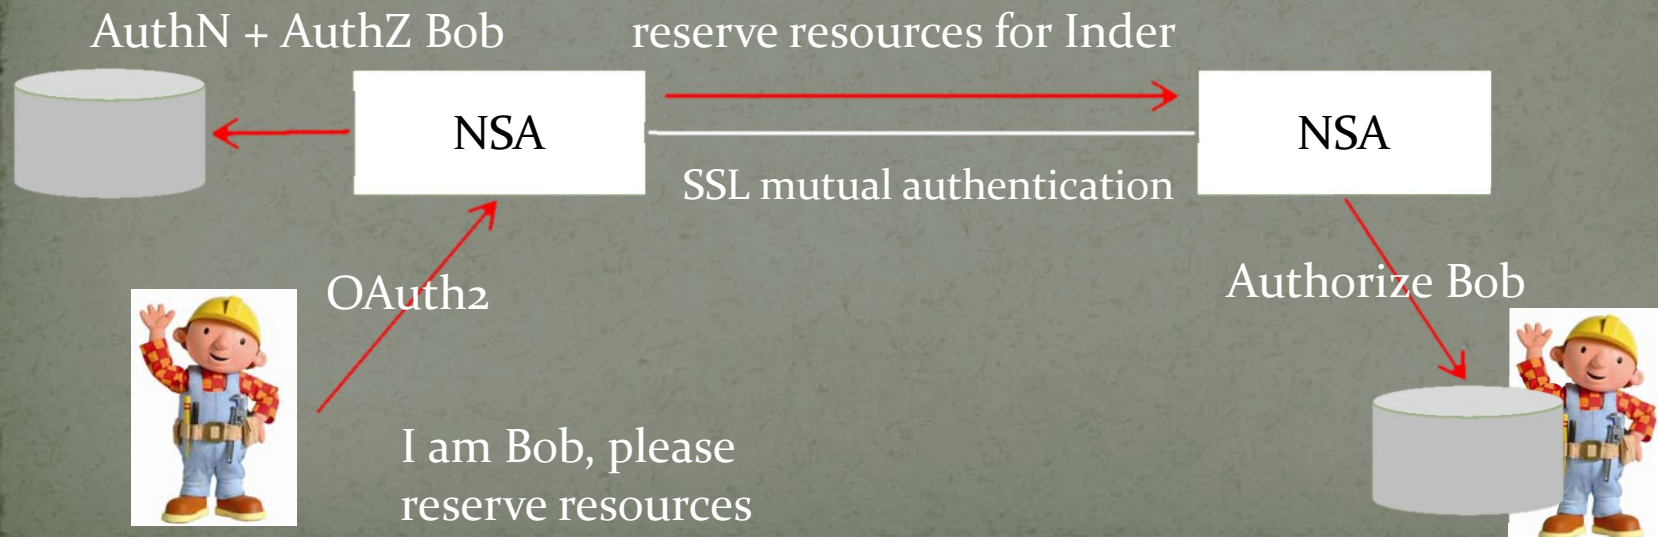 AuthN + AuthZ Bob
reserve resources for Inder
NSA
NSA
SSL mutual authentication
OAuth2
Authorize Bob
I am Bob, please
reserve resources